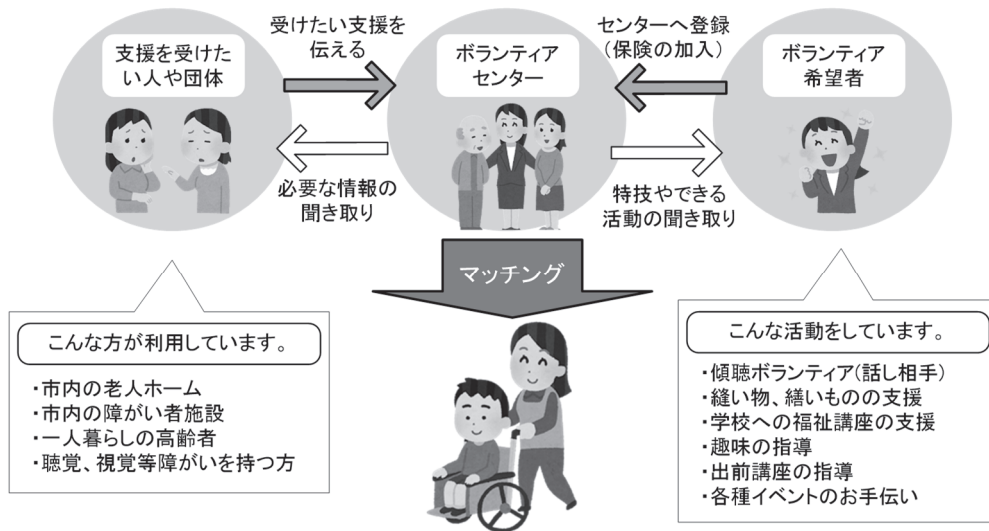 支援を受けた
い人や団体
受けたい支援を
伝える
ボランティア
センター
センターへ登録
(保険の加入)
ボランティア
希望者
必要な情報の
聞き取り
特技やできる
活動の聞き取り
マッチング
こんな方が利用しています。
・市内の老人ホーム
・市内の障がい者施設
・一人暮らしの高齢者
・聴覚、視覚等障がいを持つ方
こんな活動をしています。
・傾聴ボランティア(話し相手)
・縫い物、繕いものの支援
・学校への福祉講座の支援
・趣味の指導
・出前講座の指導
・各種イベントのお手伝い